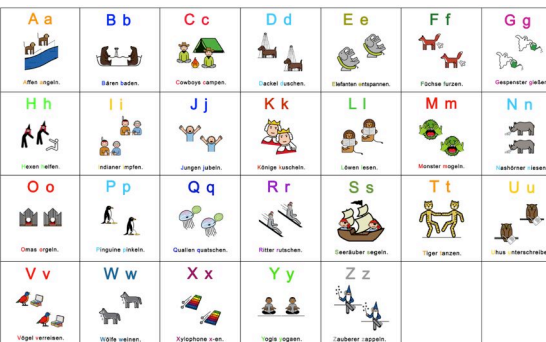 A a
B b
C c
D d
E e
F f
G g
Affen angeln.
Bären baden.
Cowboys campen.
Dackel duschen.
Elefanten entspannen.
Füchse furzen.
Gespenster gießen
H h
I i
J j
K k
L l
M m
N n
Hexen helfen.
Indianer impfen.
Jungen jubeln.
Könige kuscheln.
Löwen lesen.
Monster mogeln.
Nashörner niesen
O o
P p
Q q
R r
S s
T t
U u
Omas orgeln.
Pinguine pinkeln.
Quallen quatschen.
Ritter rutschen.
Seeräuber segeln.
Tiger tanzen.
Uhus unterschreibe
V v
W w
X x
Y y
Z z
Vögel verreisen.
Wölfe weinen.
Xylophone x-en.
Yogis yogaen.
Zauberer zappeln.